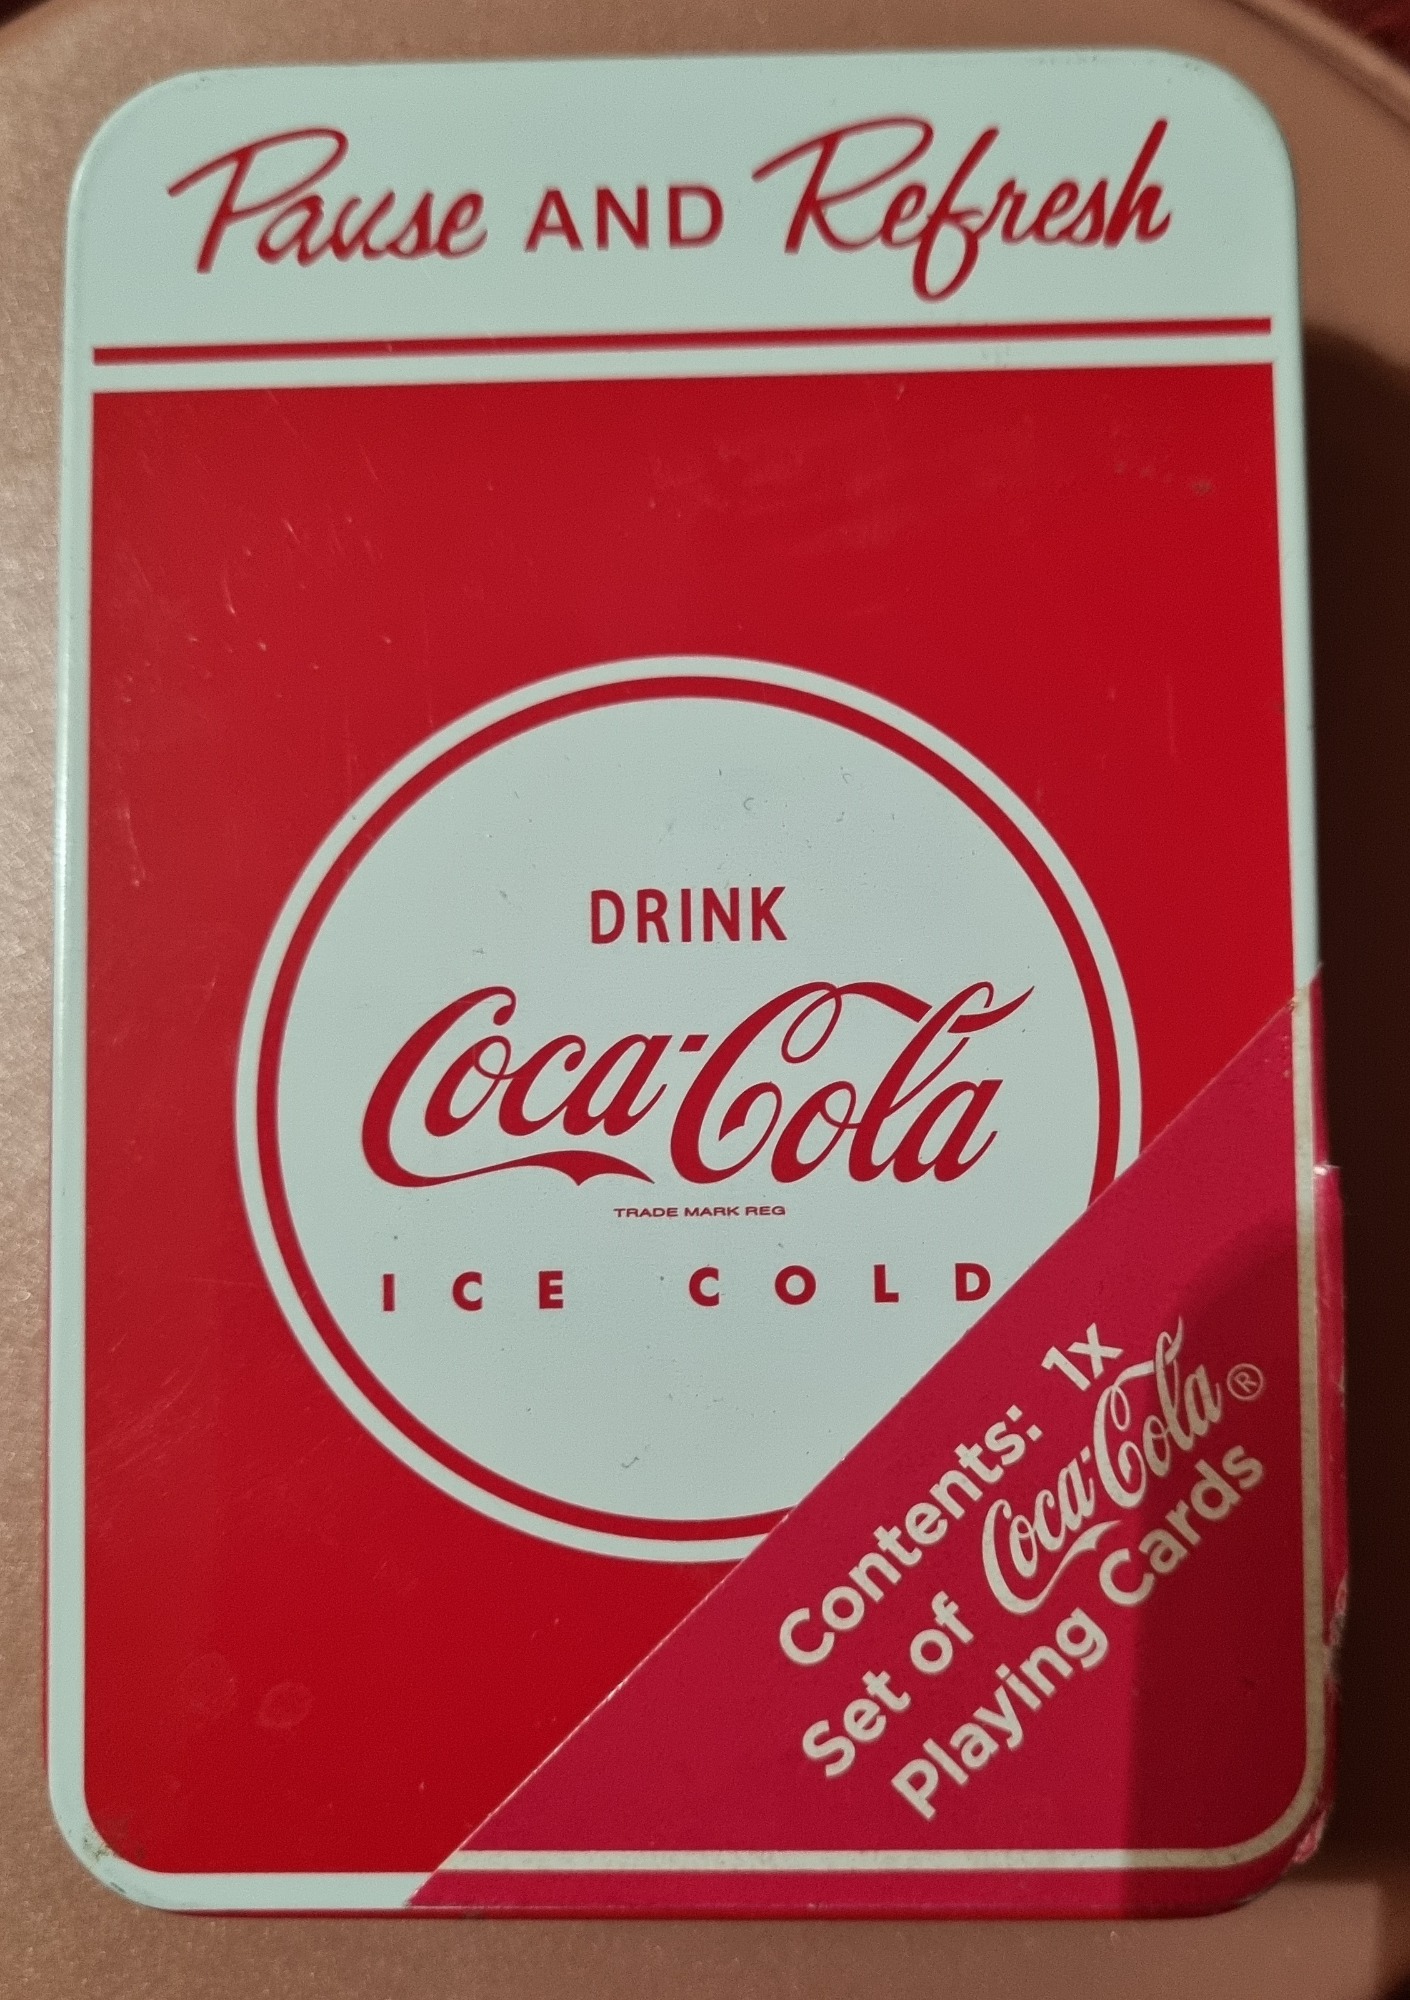 Pause AND Refresh
DRINK
Coca-Cola
TRADE MARK REG
ICE COLD
Contents: 1x
Set of Coca-Cola®
Playing Cards